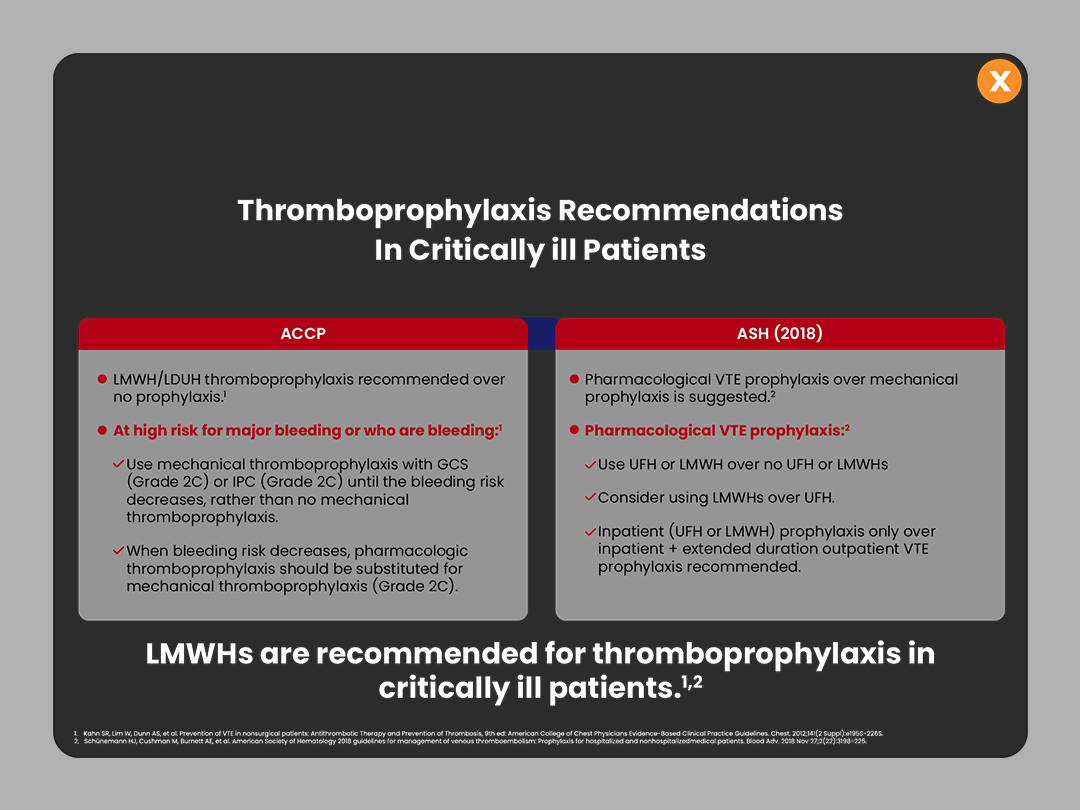 X
Thromboprophylaxis Recommendations
In Critically ill Patients
ACCP
● LMWH/LDUH thromboprophylaxis recommended over
no prophylaxis.¹
● At high risk for major bleeding or who are bleeding:¹
✓Use mechanical thromboprophylaxis with GCS
(Grade 2C) or IPC (Grade 2C) until the bleeding risk
decreases, rather than no mechanical
thromboprophylaxis.
✓When bleeding risk decreases, pharmacologic
thromboprophylaxis should be substituted for
mechanical thromboprophylaxis (Grade 2C).
ASH (2018)
● Pharmacological VTE prophylaxis over mechanical
prophylaxis is suggested.²
● Pharmacological VTE prophylaxis:²
✓Use UFH or LMWH over no UFH or LMWHs
✓Consider using LMWHs over UFH.
✓Inpatient (UFH or LMWH) prophylaxis only over
inpatient + extended duration outpatient VTE
prophylaxis recommended.
LMWHs are recommended for thromboprophylaxis in
critically ill patients.¹,²
1. Kahn SR, Lim W, Dunn AS, et al. Prevention of VTE in nonsurgical patients: Antithrombotic Therapy and Prevention of Thrombosis, 9th ed: American College of Chest Physicians Evidence-Based Clinical Practice Guidelines. Chest. 2012;141(2 Suppl):e195S-226S.
2. Schünemann HJ, Cushman M, Burnett AE, et al. American Society of Hematology 2018 guidelines for management of venous thromboembolism: Prophylaxis for hospitalized and nonhospitalizedmedical patients. Blood Adv. 2018 Nov 27;2(22):3198-225.